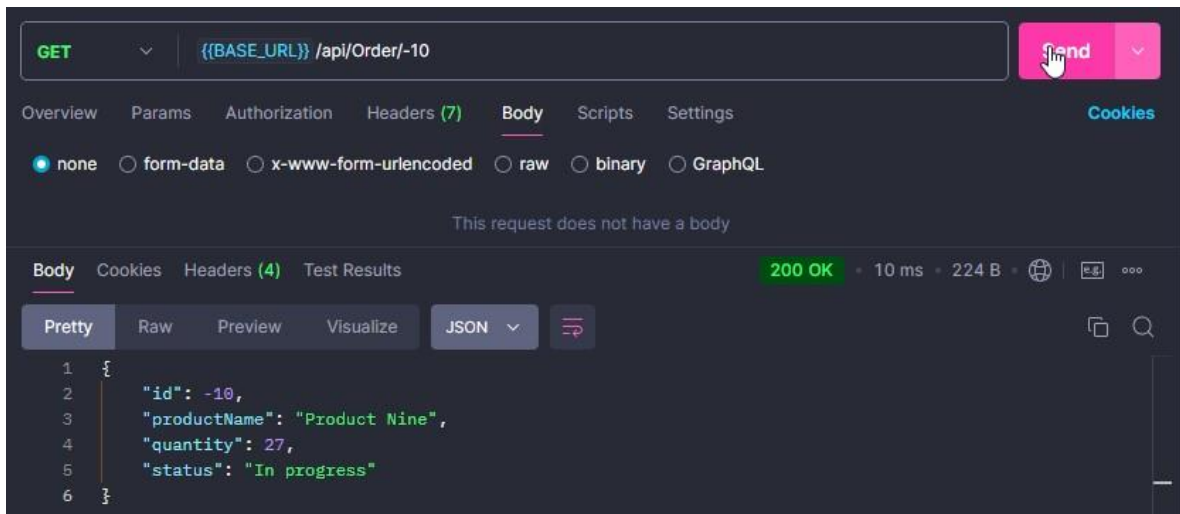 GET {{BASE_URL}} /api/Order/-10 Send
Overview Params Authorization Headers (7) Body Scripts Settings Cookies
none form-data x-www-form-urlencoded raw binary GraphQL
This request does not have a body
Body Cookies Headers (4) Test Results 200 OK • 10 ms • 224 B • e.g. ooo
Pretty Raw Preview Visualize JSON
1 {
2 "id": -10,
3 "productName": "Product Nine",
4 "quantity": 27,
5 "status": "In progress"
6 }